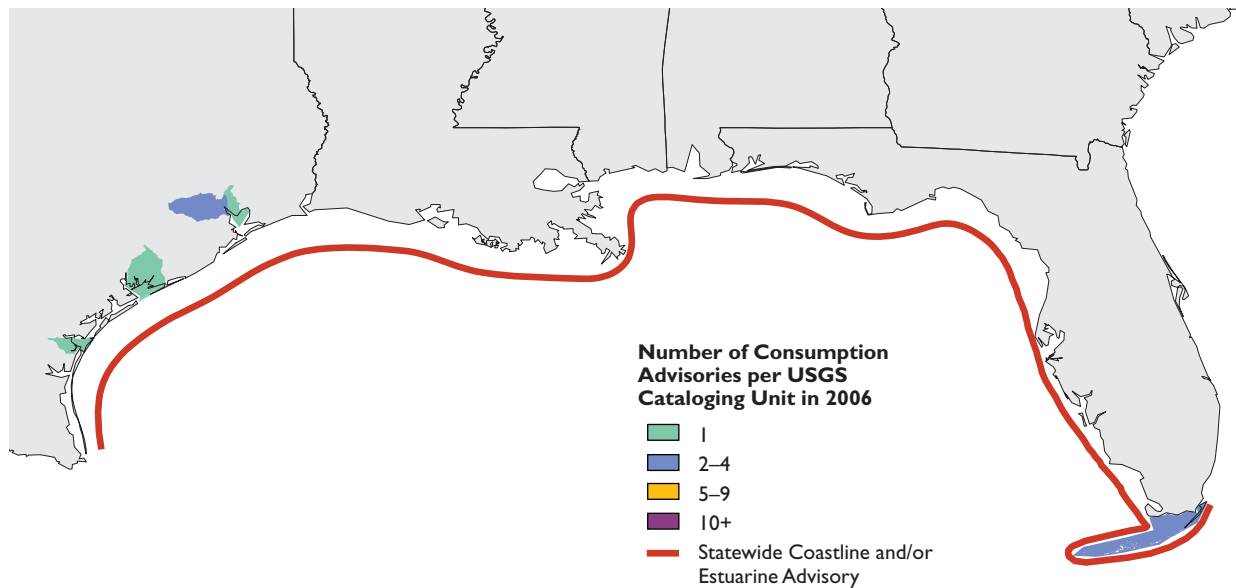 Number of Consumption
Advisories per USGS
Cataloging Unit in 2006
1
2–4
5–9
10+
Statewide Coastline and/or
Estuarine Advisory